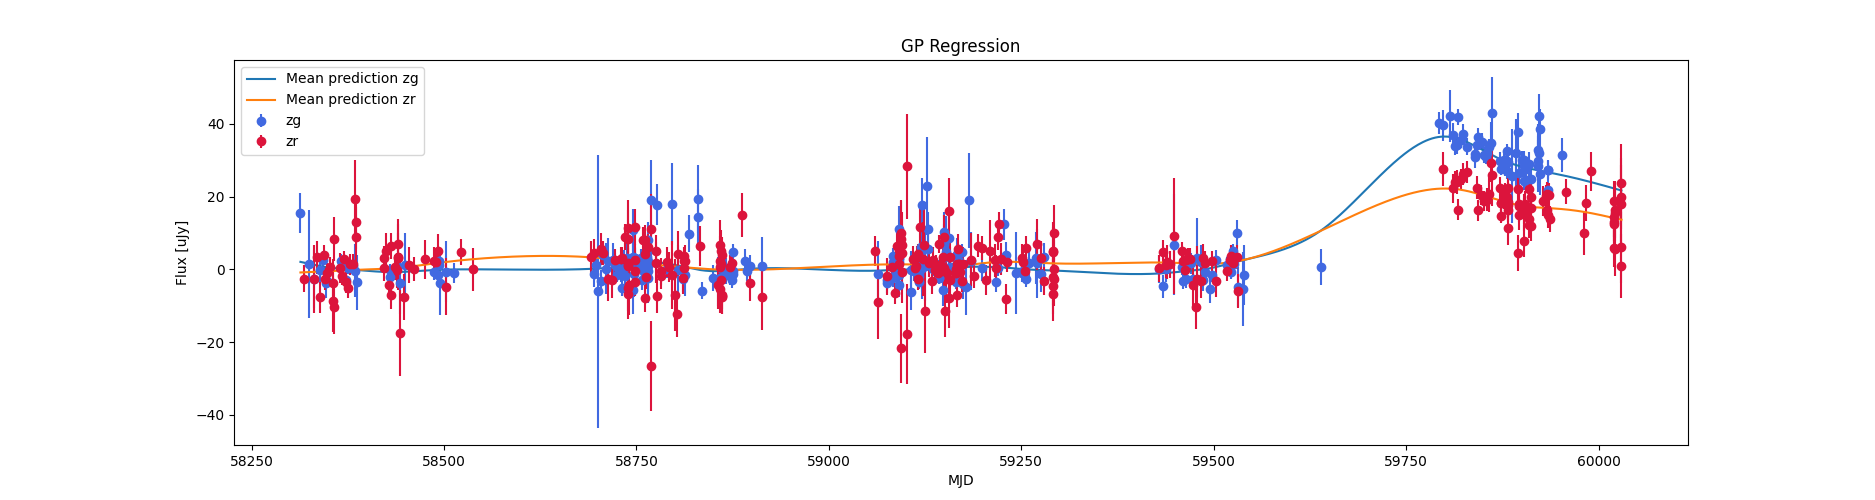 GP Regression
Mean prediction zg
Mean prediction zr
zg
zr
Flux [uJy]
40
20
0
−20
−40
58250 58500 58750 59000 59250 59500 59750 60000
MJD